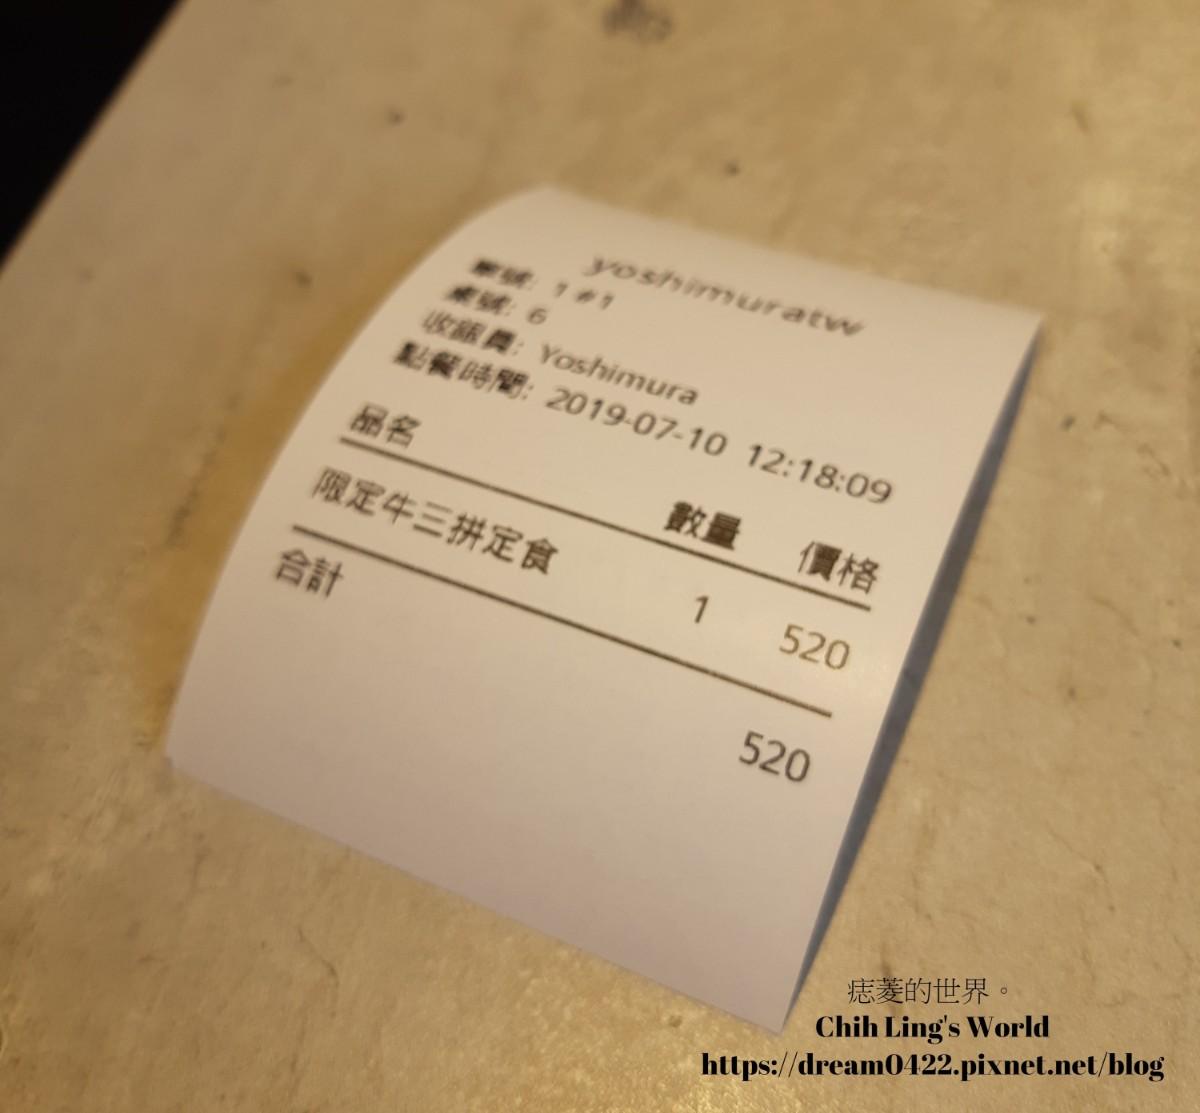 yoshimuratw
單號: 1 #1
桌號: 6
收銀員: Yoshimura
點餐時間: 2019-07-10 12:18:09
品名 數量 價格
限定牛三拼定食 1 520
合計 520
痣菱的世界。
Chih Ling's World
https://dream0422.pixnet.net/blog